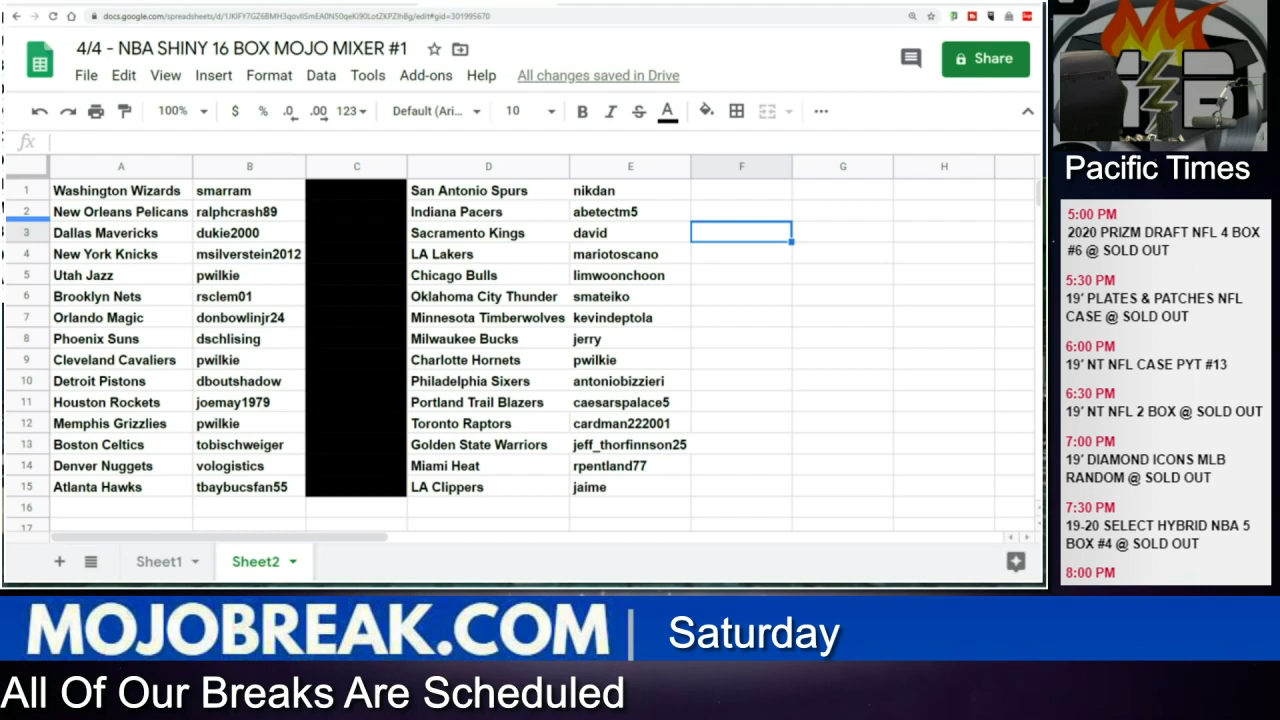 docs.google.com/spreadsheets/d/1JKIFY7GZ6BMH3qovIISmEA0N50qeKi90LotZKPZIhBg/edit#gid=301995670
4/4 - NBA SHINY 16 BOX MOJO MIXER #1
Share
File Edit View Insert Format Data Tools Add-ons Help All changes saved in Drive
100% $ % .0 .00 123 Default (Ari... 10 B I S A
fx
A B C D E F G H
1 Washington Wizards smarram San Antonio Spurs nikdan
2 New Orleans Pelicans ralphcrash89 Indiana Pacers abetectm5
3 Dallas Mavericks dukie2000 Sacramento Kings david
4 New York Knicks msilverstein2012 LA Lakers mariotoscano
5 Utah Jazz pwilkie Chicago Bulls limwoonchoon
6 Brooklyn Nets rsclem01 Oklahoma City Thunder smateiko
7 Orlando Magic donbowlinjr24 Minnesota Timberwolves kevindeptola
8 Phoenix Suns dschlising Milwaukee Bucks jerry
9 Cleveland Cavaliers pwilkie Charlotte Hornets pwilkie
10 Detroit Pistons dboutshadow Philadelphia Sixers antoniobizzieri
11 Houston Rockets joemay1979 Portland Trail Blazers caesarspalace5
12 Memphis Grizzlies pwilkie Toronto Raptors cardman222001
13 Boston Celtics tobischweiger Golden State Warriors jeff_thorfinnson25
14 Denver Nuggets vologistics Miami Heat rpentland77
15 Atlanta Hawks tbaybucsfan55 LA Clippers jaime
16
17
Sheet1 Sheet2
Pacific Times
5:00 PM
2020 PRIZM DRAFT NFL 4 BOX
#6 @ SOLD OUT
5:30 PM
19' PLATES & PATCHES NFL
CASE @ SOLD OUT
6:00 PM
19' NT NFL CASE PYT #13
6:30 PM
19' NT NFL 2 BOX @ SOLD OUT
7:00 PM
19' DIAMOND ICONS MLB
RANDOM @ SOLD OUT
7:30 PM
19-20 SELECT HYBRID NBA 5
BOX #4 @ SOLD OUT
8:00 PM
MOJOBREAK.COM | Saturday
All Of Our Breaks Are Scheduled